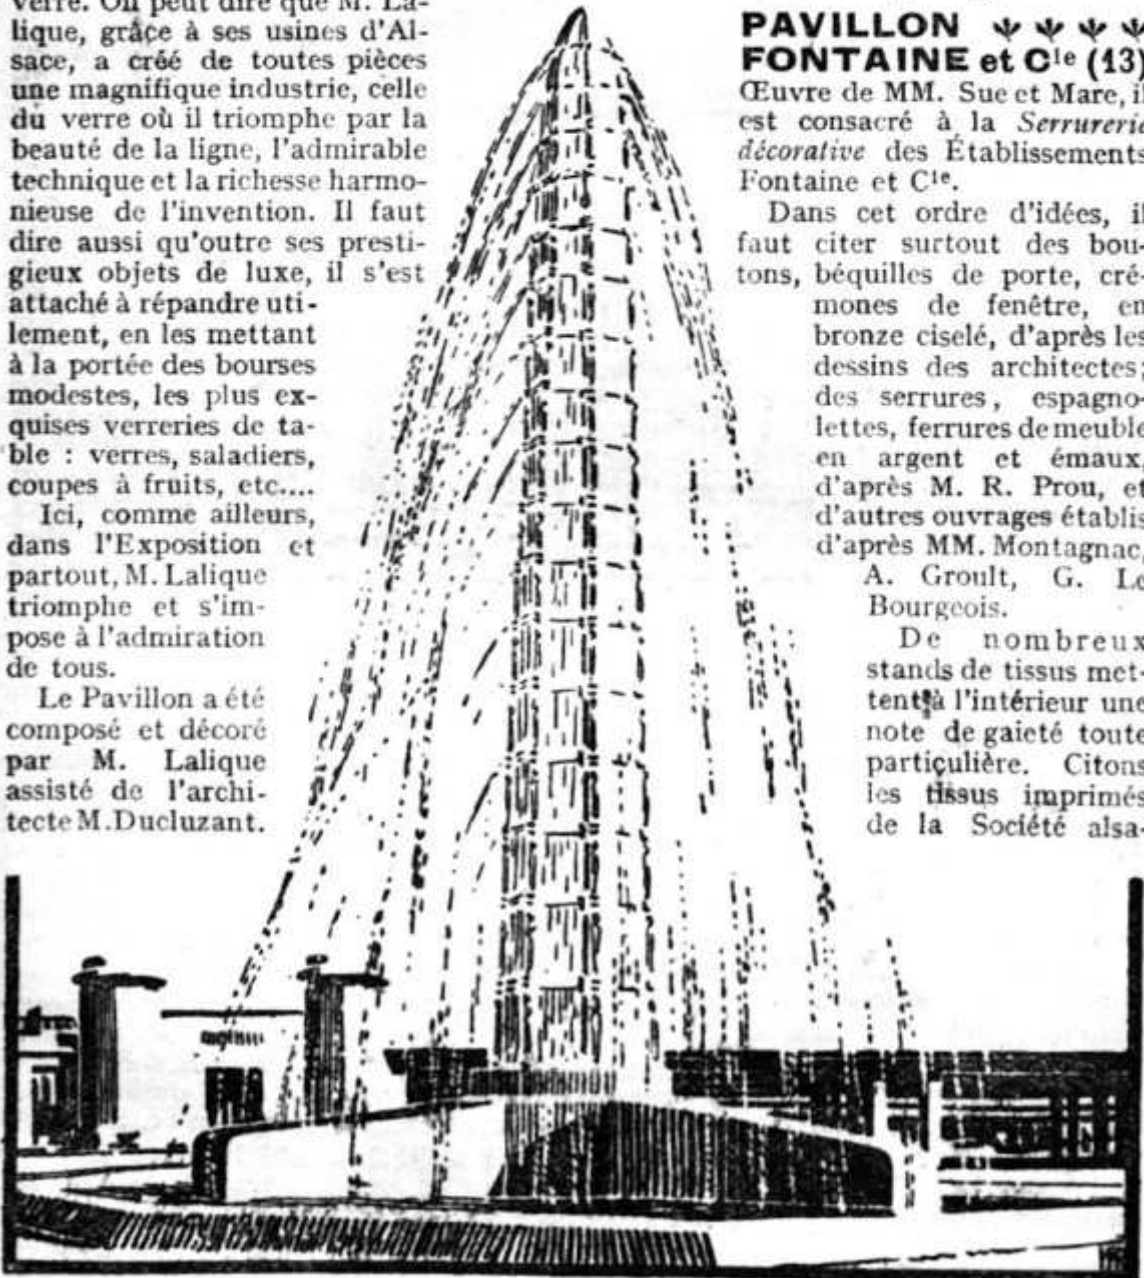 verre. On peut dire que M. La-
lique, grâce à ses usines d'Al-
sace, a créé de toutes pièces
une magnifique industrie, celle
du verre où il triomphe par la
beauté de la ligne, l'admirable
technique et la richesse harmo-
nieuse de l'invention. Il faut
dire aussi qu'outre ses presti-
gieux objets de luxe, il s'est
attaché à répandre uti-
lement, en les mettant
à la portée des bourses
modestes, les plus ex-
quises verreries de ta-
ble : verres, saladiers,
coupes à fruits, etc....
Ici, comme ailleurs,
dans l'Exposition et
partout, M. Lalique
triomphe et s'im-
pose à l'admiration
de tous.
Le Pavillon a été
composé et décoré
par M. Lalique
assisté de l'archi-
tecte M. Ducluzant.
PAVILLON
FONTAINE et Cie (13)
Œuvre de MM. Sue et Mare, il
est consacré à la Serrurerie
décorative des Établissements
Fontaine et Cie.
Dans cet ordre d'idées, il
faut citer surtout des bou-
tons, béquilles de porte, cré-
mones de fenêtre, en
bronze ciselé, d'après les
dessins des architectes;
des serrures, espagno-
lettes, ferrures de meuble
en argent et émaux,
d'après M. R. Prou, et
d'autres ouvrages établis
d'après MM. Montagnac,
A. Groult, G. Le
Bourgeois.
De nombreux
stands de tissus met-
tent à l'intérieur une
note de gaieté toute
particulière. Citons
les tissus imprimés
de la Société alsa-